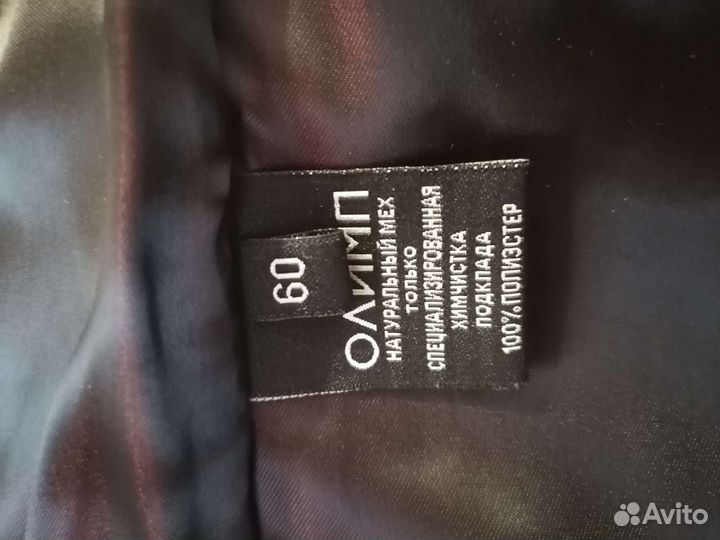 60
ОЛИМП
НАТУРАЛЬНЫЙ МЕХ
ТОЛЬКО
СПЕЦИАЛИЗИРОВАННАЯ
ХИМЧИСТКА
ПОДКЛАДА
100% ПОЛИЭСТЕР
Avito